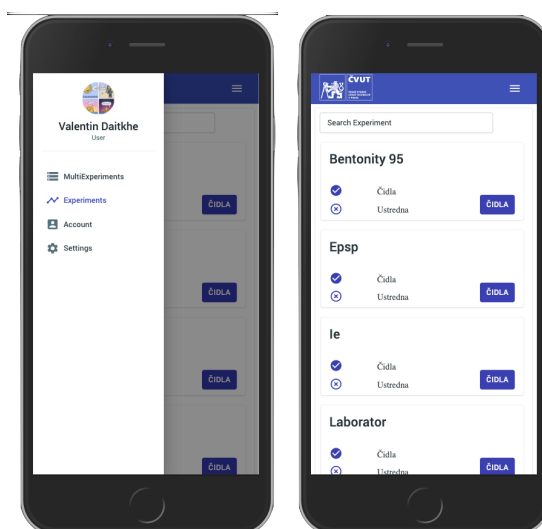 Valentin Daitkhe
User
MultiExperiments
Experiments
Account
Settings
ČIDLA
ČIDLA
ČIDLA
ČIDLA
ČVUT
Search Experiment
Bentonity 95
Čidla
Ustredna
ČIDLA
Epsp
Čidla
Ustredna
ČIDLA
Ie
Čidla
Ustredna
ČIDLA
Laborator
Čidla
Ustredna
ČIDLA